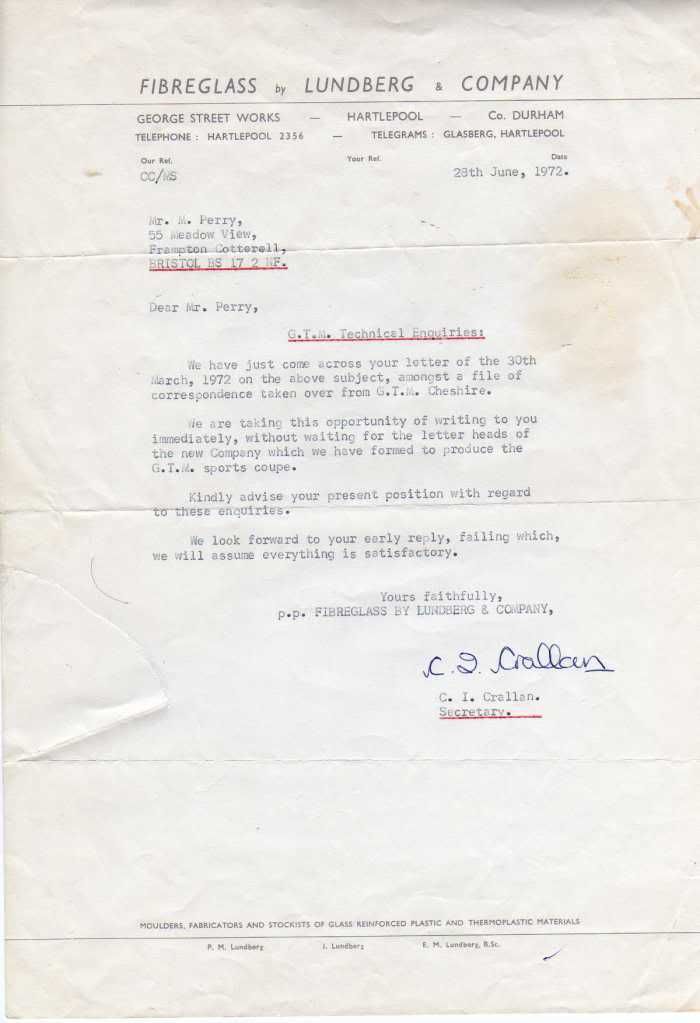 FIBREGLASS by LUNDBERG & COMPANY
GEORGE STREET WORKS — HARTLEPOOL — Co. DURHAM
TELEPHONE : HARTLEPOOL 2356 — TELEGRAMS : GLASBERG, HARTLEPOOL
Our Ref. Your Ref. Date
CC/MS 28th June, 1972.
Mr. M. Perry,
55 Meadow View,
Frampton Cotterell,
BRISTOL BS 17 2 NF.
Dear Mr. Perry,
G.T.M. Technical Enquiries:
We have just come across your letter of the 30th
March, 1972 on the above subject, amongst a file of
correspondence taken over from G.T.M. Cheshire.
We are taking this opportunity of writing to you
immediately, without waiting for the letter heads of
the new Company which we have formed to produce the
G.T.M. sports coupe.
Kindly advise your present position with regard
to these enquiries.
We look forward to your early reply, failing which,
we will assume everything is satisfactory.
Yours faithfully,
p.p. FIBREGLASS BY LUNDBERG & COMPANY,
C. I. Crallan
C. I. Crallan.
Secretary.
MOULDERS, FABRICATORS AND STOCKISTS OF GLASS REINFORCED PLASTIC AND THERMOPLASTIC MATERIALS
P. M. Lundberg I. Lundberg E. M. Lundberg, B.Sc.